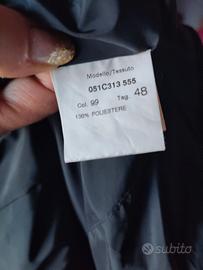 Modello/Tessuto
051C313 555
Col. 99 Tag. 48
100% POLIESTERE
subito